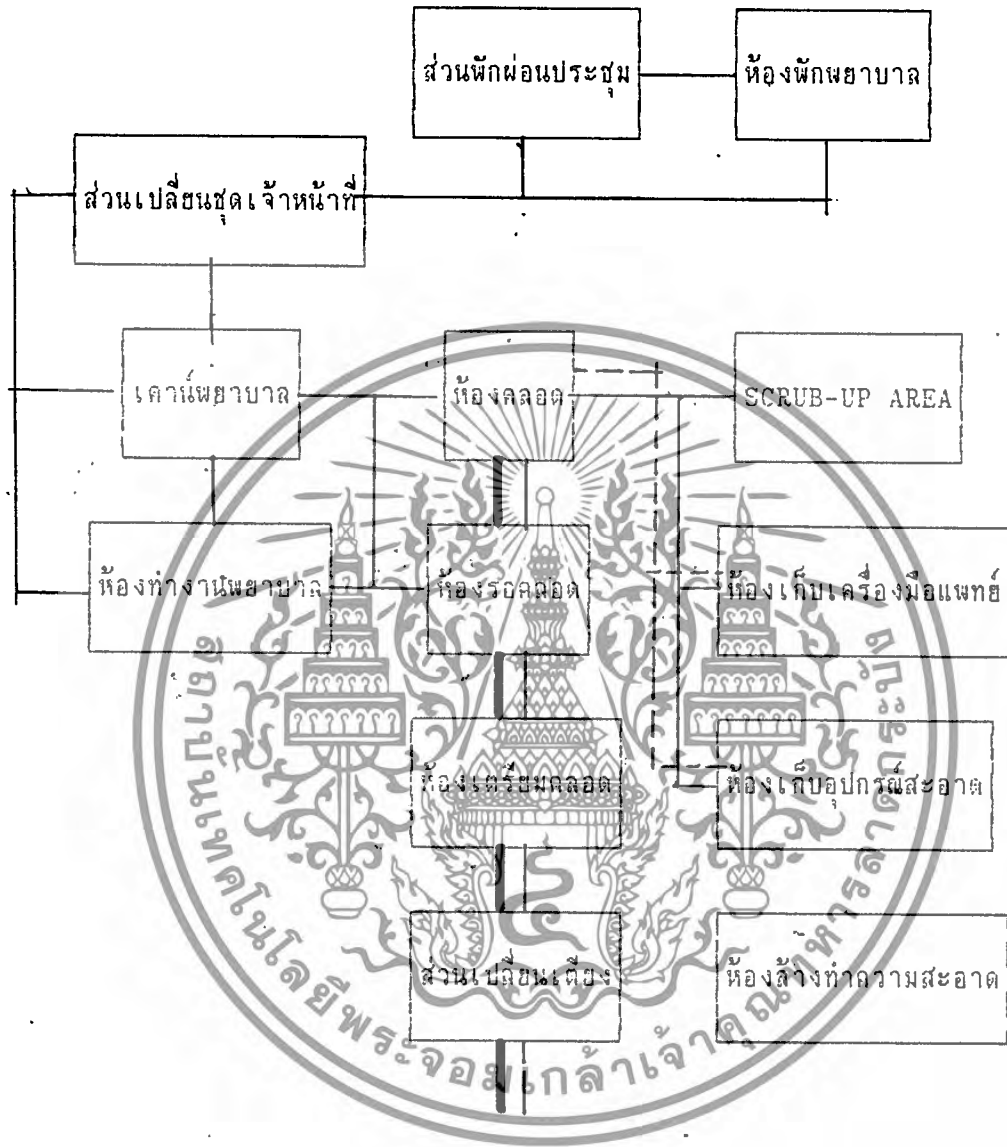 ส่วนพักผ่อนประชุม
ห้องพักพยาบาล
ส่วนเปลี่ยนชุดเจ้าหน้าที่
เคาน์พยาบาล
ห้องคลอด
SCRUB-UP AREA
ห้องทำงานพยาบาล
ห้องรอคลอด
ห้องเก็บเครื่องมือแพทย์
ห้องเตรียมคลอด
ห้องเก็บอุปกรณ์สะอาด
ส่วนเปลี่ยนเตียง
ห้องล้างทำความสะอาด
สถาบันเทคโนโลยีพระจอมเกล้าเจ้าคุณทหารลาดกระบัง